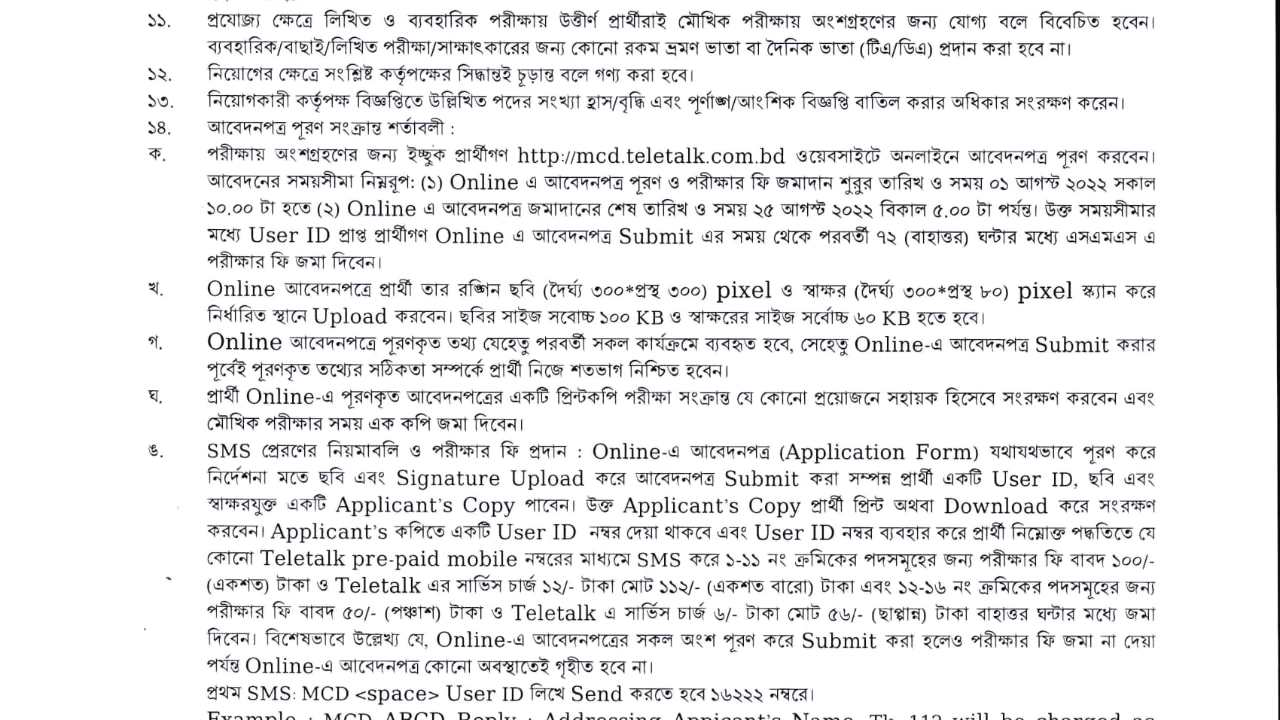 ১১. প্রযোজ্য ক্ষেত্রে লিখিত ও ব্যবহারিক পরীক্ষায় উত্তীর্ণ প্রার্থীরাই মৌখিক পরীক্ষায় অংশগ্রহণের জন্য যোগ্য বলে বিবেচিত হবেন।
ব্যবহারিক/বাছাই/লিখিত পরীক্ষা/সাক্ষাৎকারের জন্য কোনো রকম ভ্রমণ ভাতা বা দৈনিক ভাতা (টিএ/ডিএ) প্রদান করা হবে না।
১২. নিয়োগের ক্ষেত্রে সংশ্লিষ্ট কর্তৃপক্ষের সিদ্ধান্তই চূড়ান্ত বলে গণ্য করা হবে।
১৩. নিয়োগকারী কর্তৃপক্ষ বিজ্ঞপ্তিতে উল্লিখিত পদের সংখ্যা হ্রাস/বৃদ্ধি এবং পূর্ণাঙ্গ/আংশিক বিজ্ঞপ্তি বাতিল করার অধিকার সংরক্ষণ করেন।
১৪. আবেদনপত্র পূরণ সংক্রান্ত শর্তাবলী :
ক. পরীক্ষায় অংশগ্রহণের জন্য ইচ্ছুক প্রার্থীগণ http://mcd.teletalk.com.bd ওয়েবসাইটে অনলাইনে আবেদনপত্র পূরণ করবেন।
আবেদনের সময়সীমা নিম্নরূপ: (১) Online এ আবেদনপত্র পূরণ ও পরীক্ষার ফি জমাদান শুরুর তারিখ ও সময় ০১ আগস্ট ২০২২ সকাল
১০.০০ টা হতে (২) Online এ আবেদনপত্র জমাদানের শেষ তারিখ ও সময় ২৫ আগস্ট ২০২২ বিকাল ৫.০০ টা পর্যন্ত। উক্ত সময়সীমার
মধ্যে User ID প্রাপ্ত প্রার্থীগণ Online এ আবেদনপত্র Submit এর সময় থেকে পরবর্তী ৭২ (বাহাত্তর) ঘন্টার মধ্যে এসএমএস এ
পরীক্ষার ফি জমা দিবেন।
খ. Online আবেদনপত্রে প্রার্থী তার রঙ্গিন ছবি (দৈর্ঘ্য ৩০০*প্রস্থ ৩০০) pixel ও স্বাক্ষর (দৈর্ঘ্য ৩০০*প্রস্থ ৮০) pixel স্ক্যান করে
নির্ধারিত স্থানে Upload করবেন। ছবির সাইজ সবোচ্চ ১০০ KB ও স্বাক্ষরের সাইজ সর্বোচ্চ ৬০ KB হতে হবে।
গ. Online আবেদনপত্রে পূরণকৃত তথ্য যেহেতু পরবর্তী সকল কার্যক্রমে ব্যবহৃত হবে, সেহেতু Online-এ আবেদনপত্র Submit করার
পূর্বেই পূরণকৃত তথ্যের সঠিকতা সম্পর্কে প্রার্থী নিজে শতভাগ নিশ্চিত হবেন।
ঘ. প্রার্থী Online-এ পূরণকৃত আবেদনপত্রের একটি প্রিন্টকপি পরীক্ষা সংক্রান্ত যে কোনো প্রয়োজনে সহায়ক হিসেবে সংরক্ষণ করবেন এবং
মৌখিক পরীক্ষার সময় এক কপি জমা দিবেন।
ঙ. SMS প্রেরণের নিয়মাবলি ও পরীক্ষার ফি প্রদান : Online-এ আবেদনপত্র (Application Form) যথাযথভাবে পূরণ করে
নির্দেশনা মতে ছবি এবং Signature Upload করে আবেদনপত্র Submit করা সম্পন্ন প্রার্থী একটি User ID, ছবি এবং
স্বাক্ষরযুক্ত একটি Applicant's Copy পাবেন। উক্ত Applicant's Copy প্রার্থী প্রিন্ট অথবা Download করে সংরক্ষণ
করবেন। Applicant's কপিতে একটি User ID নম্বর দেয়া থাকবে এবং User ID নম্বর ব্যবহার করে প্রার্থী নিম্নোক্ত পদ্ধতিতে যে
কোনো Teletalk pre-paid mobile নম্বরের মাধ্যমে SMS করে ১-১১ নং ক্রমিকের পদসমূহের জন্য পরীক্ষার ফি বাবদ ১০০/-
(একশত) টাকা ও Teletalk এর সার্ভিস চার্জ ১২/- টাকা মোট ১১২/- (একশত বারো) টাকা এবং ১২-১৬ নং ক্রমিকের পদসমূহের জন্য
পরীক্ষার ফি বাবদ ৫০/- (পঞ্চাশ) টাকা ও Teletalk এ সার্ভিস চার্জ ৬/- টাকা মোট ৫৬/- (ছাপ্পান্ন) টাকা বাহাত্তর ঘন্টার মধ্যে জমা
দিবেন। বিশেষভাবে উল্লেখ্য যে, Online-এ আবেদনপত্রের সকল অংশ পূরণ করে Submit করা হলেও পরীক্ষার ফি জমা না দেয়া
পর্যন্ত Online-এ আবেদনপত্র কোনো অবস্থাতেই গৃহীত হবে না।
প্রথম SMS: MCD <space> User ID লিখে Send করতে হবে ১৬২২২ নম্বরে।
Example : MCD ABCD Reply : Addressing Applicant's Name, Tk-112 will be charged as